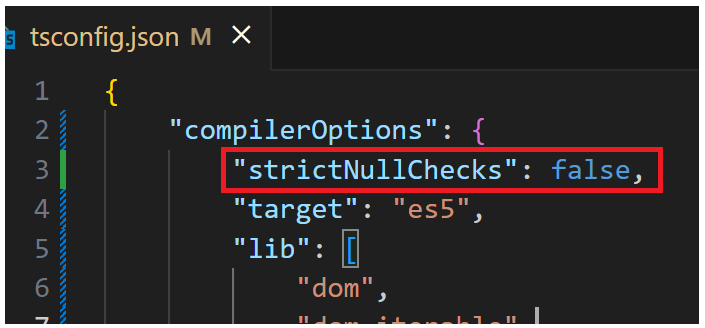 tsconfig.json M ×
1 {
2 "compilerOptions": {
3 "strictNullChecks": false,
4 "target": "es5",
5 "lib": [
6 "dom",
7 "dom.iterable"